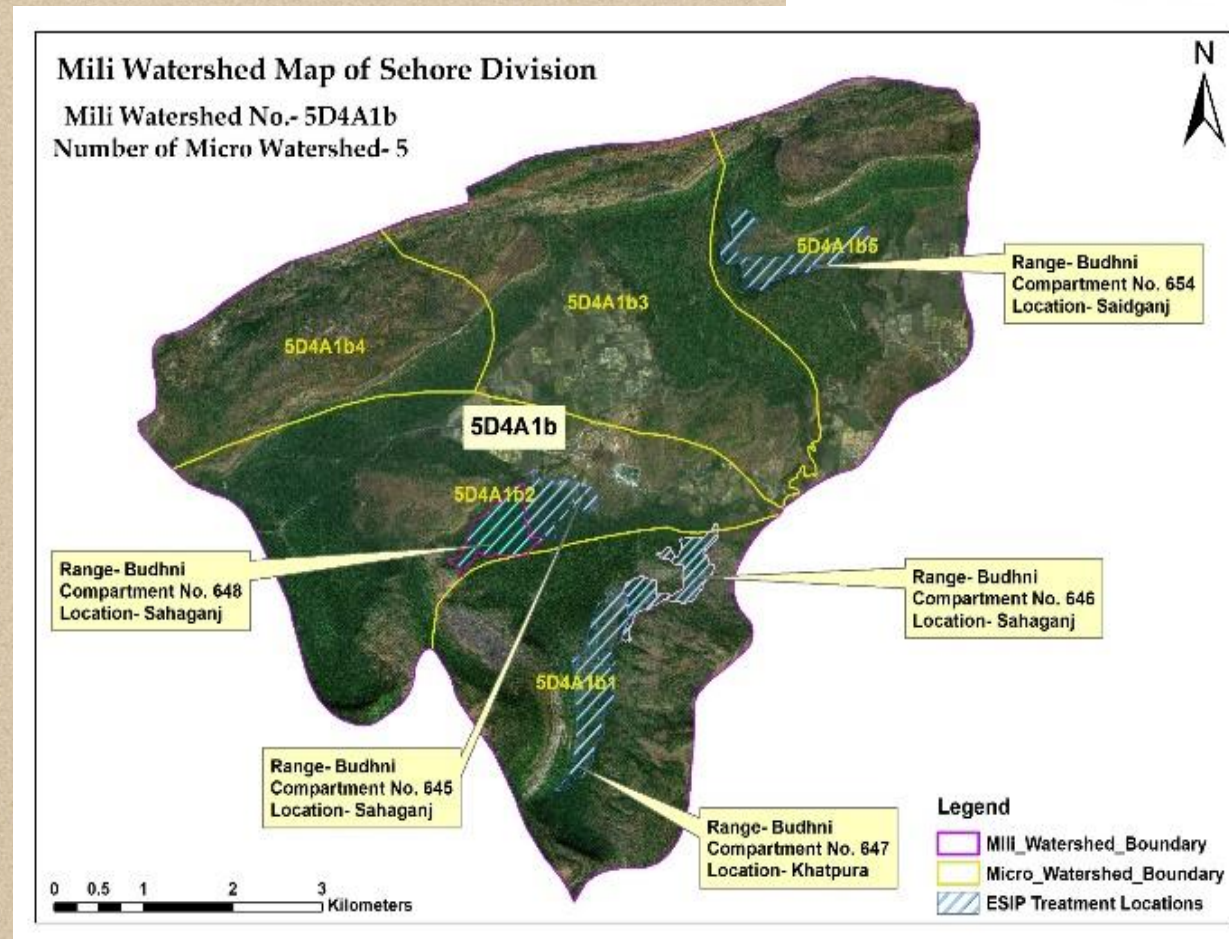 Mili Watershed Map of Sehore Division
Mili Watershed No.- 5D4A1b
Number of Micro Watershed- 5
N
5D4A1b5
Range- Budhni
Compartment No. 654
Location- Saidganj
5D4A1b3
5D4A1b4
5D4A1b
5D4A1b2
Range- Budhni
Compartment No. 648
Location- Sahaganj
Range- Budhni
Compartment No. 646
Location- Sahaganj
5D4A1b1
Range- Budhni
Compartment No. 645
Location- Sahaganj
Range- Budhni
Compartment No. 647
Location- Khatpura
Legend
Mili_Watershed_Boundary
Micro_Watershed_Boundary
ESIP Treatment Locations
0 0.5 1 2 3
Kilometers